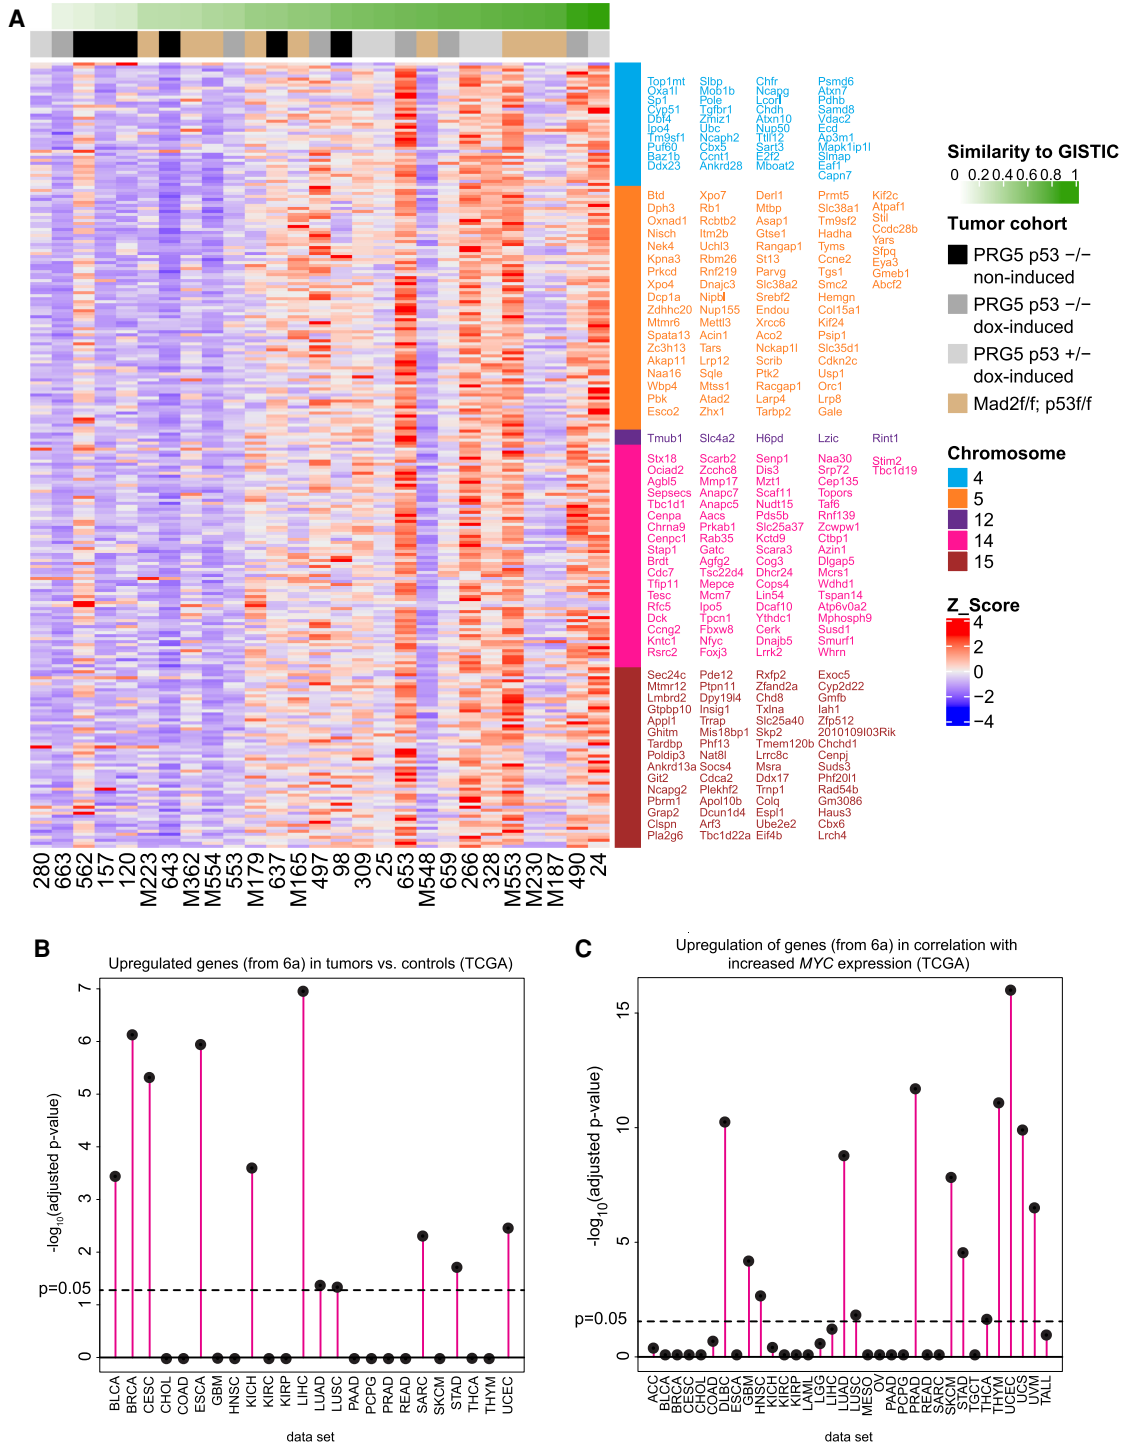 A
Top1mt Slbp Chfr Psmd6
Oxa1l Mob1b Ncapg Atxn7
Sp1 Pole Lcorl Pdhb
Cyp51 Tgfbr1 Chdh Samd8
Dbf4 Zmiz1 Atxn10 Vdac2
Ipo4 Ubc Nup50 Ecd
Tm9sf1 Ncaph2 Ttll12 Ap3m1
Puf60 Cbx5 Sart3 Mapk1ip1l
Baz1b Ccnt1 E2f2 Slmap
Ddx23 Ankrd28 Mboat2 Eaf1
Capn7
Btd Xpo7 Derl1 Prmt5 Kif2c
Dph3 Rb1 Mtbp Slc38a1 Atpaf1
Oxnad1 Rcbtb2 Asap1 Tm9sf2 Stil
Nisch Itm2b Gtse1 Hadha Ccdc28b
Nek4 Uchl3 Rangap1 Tyms Yars
Kpna3 Rbm26 St13 Ccne2 Sfpq
Prkcd Rnf219 Parvg Tgs1 Eya3
Xpo4 Dnajc3 Slc38a2 Smc2 Gmeb1
Dcp1a Nipbl Srebf2 Hemgn Abcf2
Zdhhc20 Nup155 Endou Col15a1
Mtmr6 Mettl3 Xrcc6 Kif24
Spata13 Acin1 Aco2 Psip1
Zc3h13 Tars Nckap1l Slc35d1
Akap11 Lrp12 Scrib Cdkn2c
Naa16 Sqle Ptk2 Usp1
Wbp4 Mtss1 Racgap1 Orc1
Pbk Atad2 Larp4 Lrp8
Esco2 Zhx1 Tarbp2 Gale
Tmub1 Slc4a2 H6pd Lzic Rint1
Stx18 Scarb2 Senp1 Naa30 Stim2
Ociad2 Zcchc8 Dis3 Srp72 Tbc1d19
Agbl5 Mmp17 Mzt1 Cep135
Sepsecs Anapc7 Scaf11 Topors
Tbc1d1 Anapc5 Nudt15 Taf6
Cenpa Aacs Pds5b Rnf139
Chrna9 Prkab1 Slc25a37 Zcwpw1
Cenpc1 Rab35 Kctd9 Ctbp1
Stap1 Gatc Scara3 Azin1
Brdt Agfg2 Cog3 Dlgap5
Cdc7 Tsc22d4 Dhcr24 Mcrs1
Tfip11 Mepce Cops4 Wdhd1
Tesc Mcm7 Lin54 Tspan14
Rfc5 Ipo5 Dcaf10 Atp6v0a2
Dck Tpcn1 Ythdc1 Mphosph9
Ccng2 Fbxw8 Cerk Susd1
Kntc1 Nfyc Dnajb5 Smurf1
Rsrc2 Foxj3 Lrrk2 Whrn
Sec24c Pde12 Rxfp2 Exoc5
Mtmr12 Ptpn11 Zfand2a Cyp2d22
Lmbrd2 Dpy19l4 Chd8 Gmfb
Gtpbp10 Insig1 Txlna Iah1
Appl1 Trrap Slc25a40 Zfp512
Ghitm Mis18bp1 Skp2 2010109I03Rik
Tardbp Phf13 Tmem120b Chchd1
Poldip3 Nat8l Lrrc8c Cenpj
Ankrd13a Socs4 Msra Suds3
Git2 Cdca2 Ddx17 Phf20l1
Ncapg2 Plekhf2 Trnp1 Rad54b
Pbrm1 Apol10b Colq Gm3086
Grap2 Dcun1d4 Espl1 Haus3
Clspn Arf3 Ube2e2 Cbx6
Pla2g6 Tbc1d22a Eif4b Lrch4
Similarity to GISTIC
0 0.20.40.60.8 1
Tumor cohort
PRG5 p53 −/−
non-induced
PRG5 p53 −/−
dox-induced
PRG5 p53 +/−
dox-induced
Mad2f/f; p53f/f
Chromosome
4
5
12
14
15
Z_Score
4
2
0
−2
−4
280 663 562 157 120 M223 643 M362 M554 553 M179 637 M165 497 98 309 25 653 M548 659 266 328 M553 M230 M187 490 24
B
Upregulated genes (from 6a) in tumors vs. controls (TCGA)
-log10(adjusted p-value)
7
6
5
4
3
2
p=0.05
1
0
BLCA BRCA CESC CHOL COAD ESCA GBM HNSC KICH KIRC KIRP LIHC LUAD LUSC PAAD PCPG PRAD READ SARC SKCM STAD THCA THYM UCEC
data set
C
Upregulation of genes (from 6a) in correlation with
increased MYC expression (TCGA)
-log10(adjusted p-value)
15
10
5
p=0.05
0
ACC BLCA BRCA CESC CHOL COAD DLBC ESCA GBM HNSC KICH KIRC KIRP LAML LGG LIHC LUAD LUSC MESO OV PAAD PCPG PRAD READ SARC SKCM STAD TGCT THCA THYM UCEC UCS UVM TALL
data set